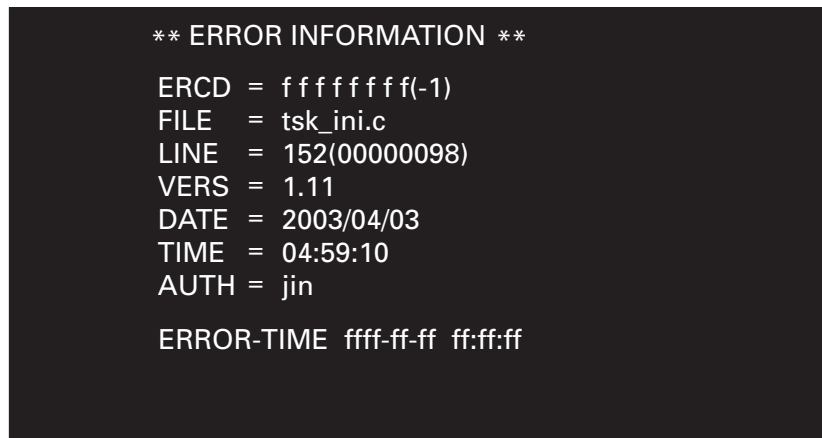 ** ERROR INFORMATION **
ERCD = f f f f f f f f(-1)
FILE = tsk_ini.c
LINE = 152(00000098)
VERS = 1.11
DATE = 2003/04/03
TIME = 04:59:10
AUTH = jin
ERROR-TIME ffff-ff-ff ff:ff:ff